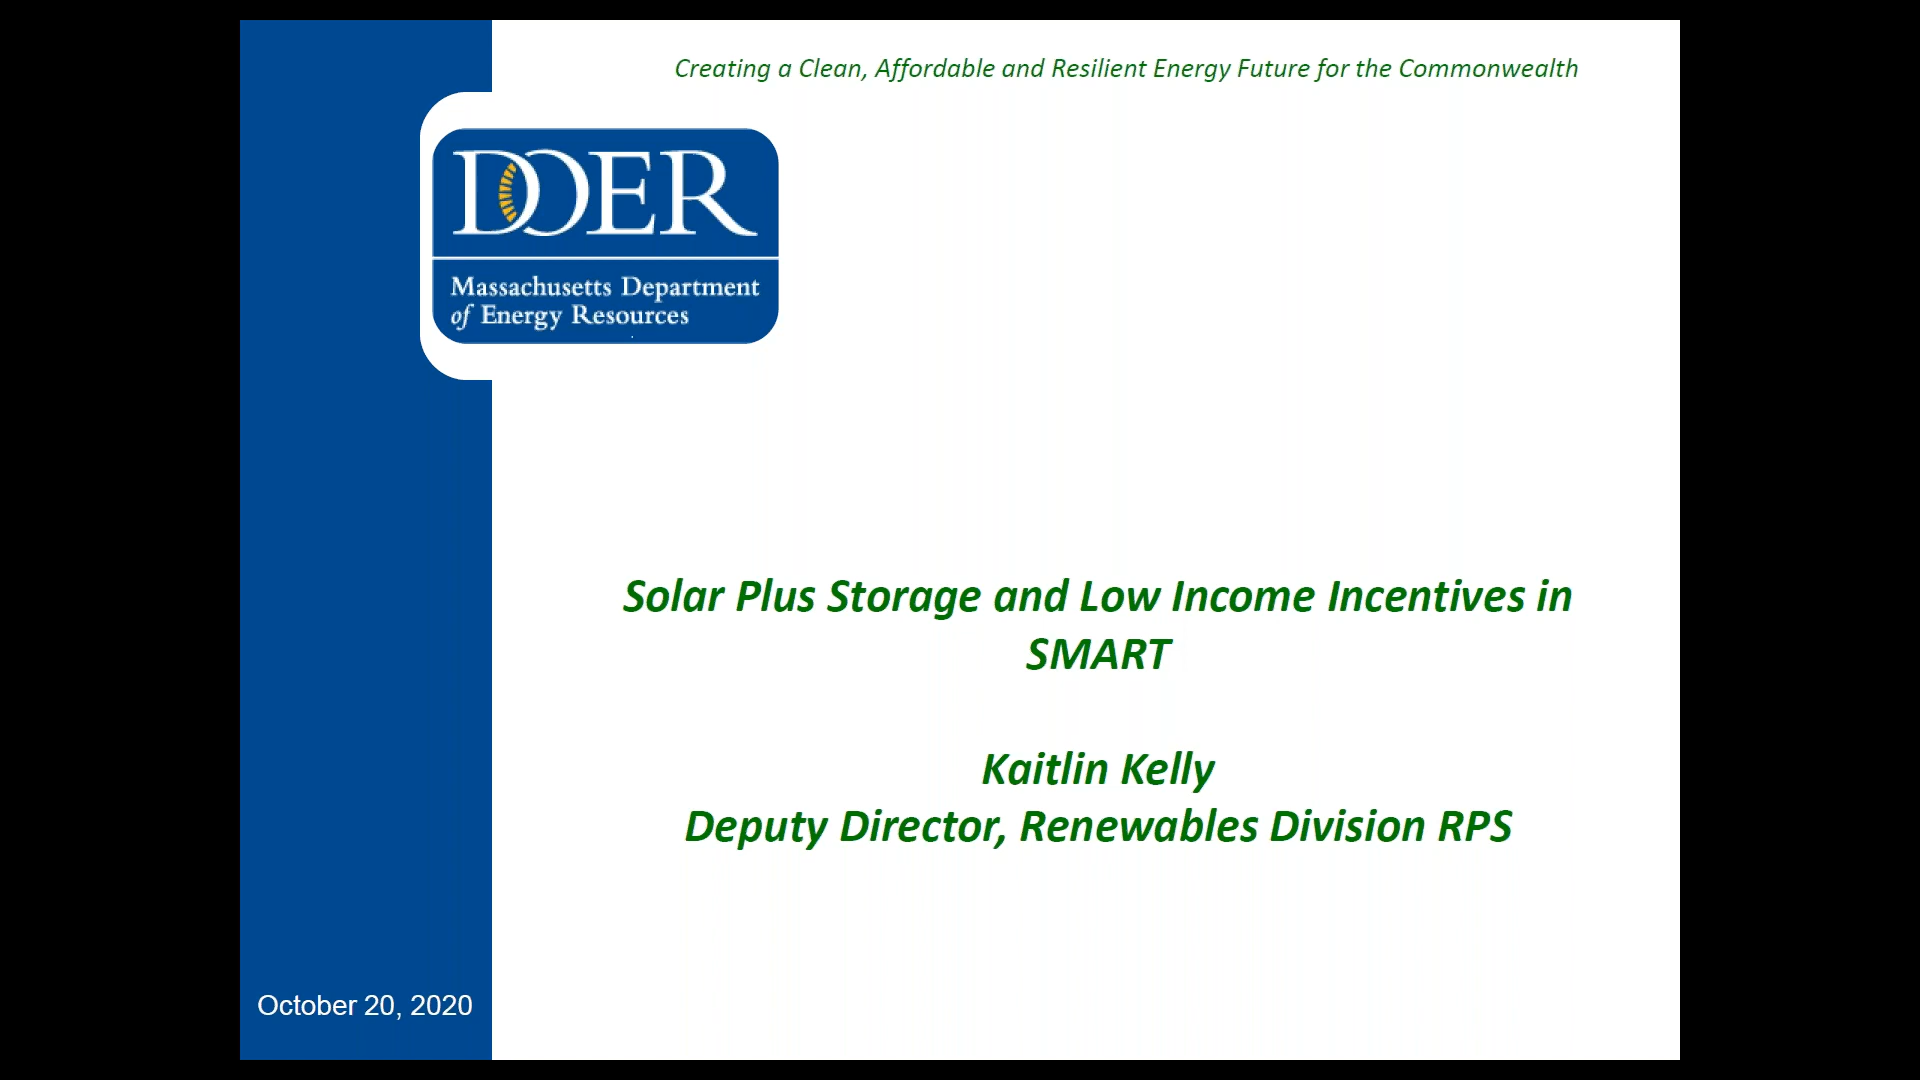 Creating a Clean, Affordable and Resilient Energy Future for the Commonwealth
DOER
Massachusetts Department
of Energy Resources
Solar Plus Storage and Low Income Incentives in
SMART
Kaitlin Kelly
Deputy Director, Renewables Division RPS
October 20, 2020